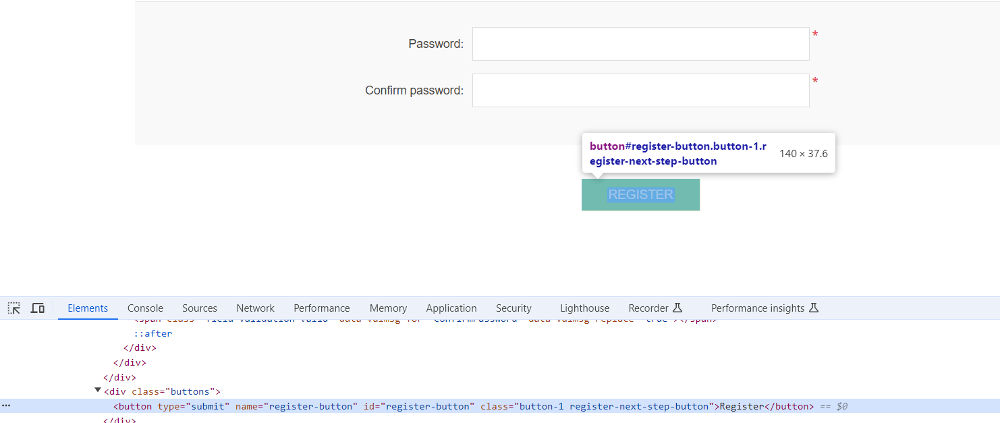 Password: *
Confirm password: *
button#register-button.button-1.r
egister-next-step-button 140 × 37.6
REGISTER
Elements Console Sources Network Performance Memory Application Security Lighthouse Recorder Performance insights
::after
</div>
</div>
</div>
<div class="buttons">
<button type="submit" name="register-button" id="register-button" class="button-1 register-next-step-button">Register</button> == $0
</div>